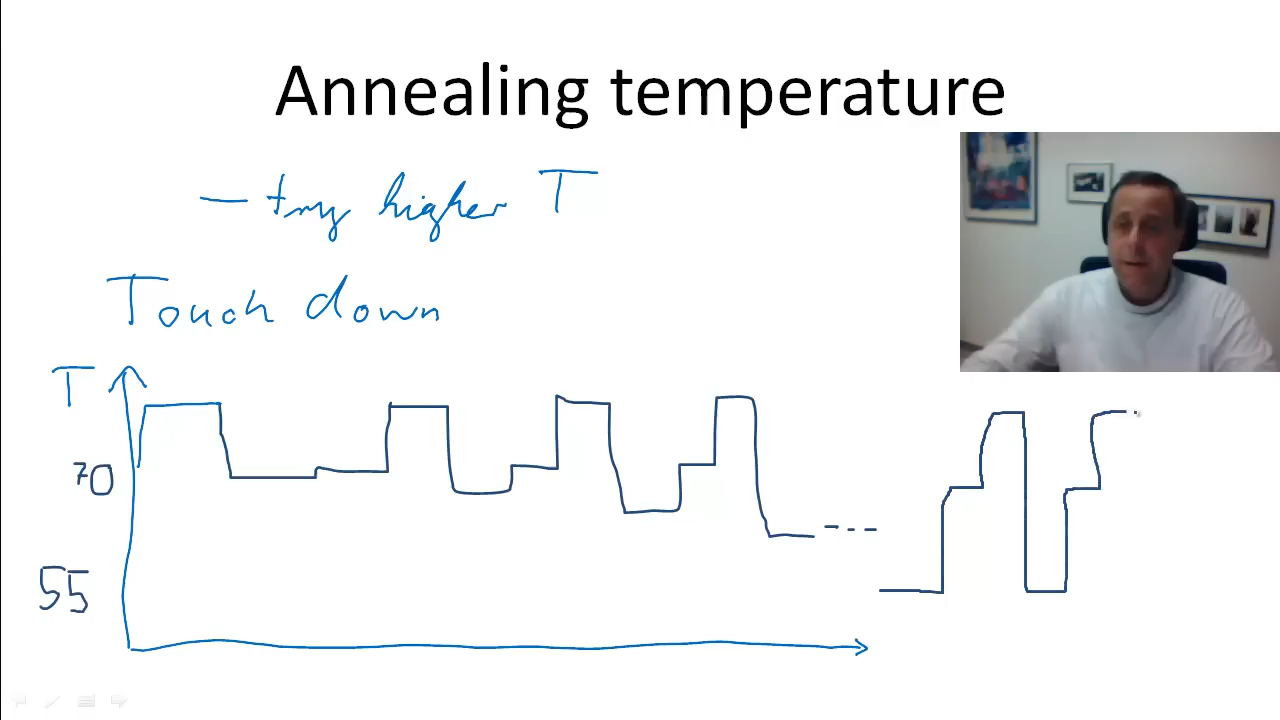 Annealing temperature
— try higher T
Touch down
T
70
55